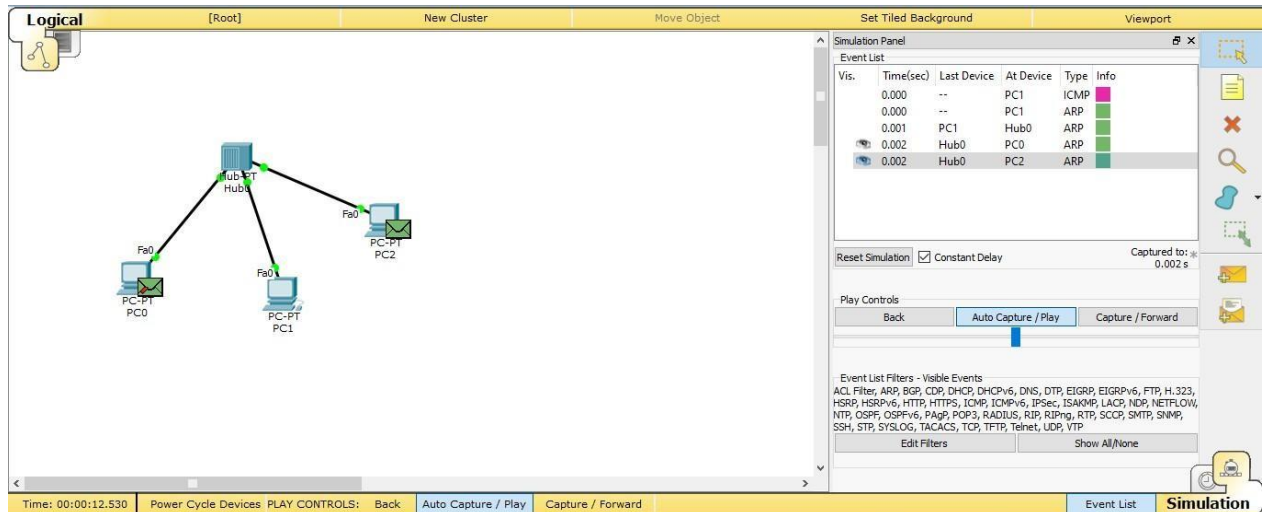 Logical [Root] New Cluster Move Object Set Tiled Background Viewport
Simulation Panel
Event List
Vis. Time(sec) Last Device At Device Type Info
0.000 -- PC1 ICMP
0.000 -- PC1 ARP
0.001 PC1 Hub0 ARP
0.002 Hub0 PC0 ARP
0.002 Hub0 PC2 ARP
Reset Simulation Constant Delay Captured to: *
0.002 s
Play Controls
Back Auto Capture / Play Capture / Forward
Event List Filters - Visible Events
ACL Filter, ARP, BGP, CDP, DHCP, DHCPv6, DNS, DTP, EIGRP, EIGRPv6, FTP, H.323,
HSRP, HSRPv6, HTTP, HTTPS, ICMP, ICMPv6, IPSec, ISAKMP, LACP, NDP, NETFLOW,
NTP, OSPF, OSPFv6, PAgP, POP3, RADIUS, RIP, RIPng, RTP, SCCP, SMTP, SNMP,
SSH, STP, SYSLOG, TACACS, TCP, TFTP, Telnet, UDP, VTP
Edit Filters Show All/None
Hub-PT
Hub0
Fa0
PC-PT
PC2
Fa0
PC-PT
PC0
Fa0
PC-PT
PC1
Time: 00:00:12.530 Power Cycle Devices PLAY CONTROLS: Back Auto Capture / Play Capture / Forward Event List Simulation